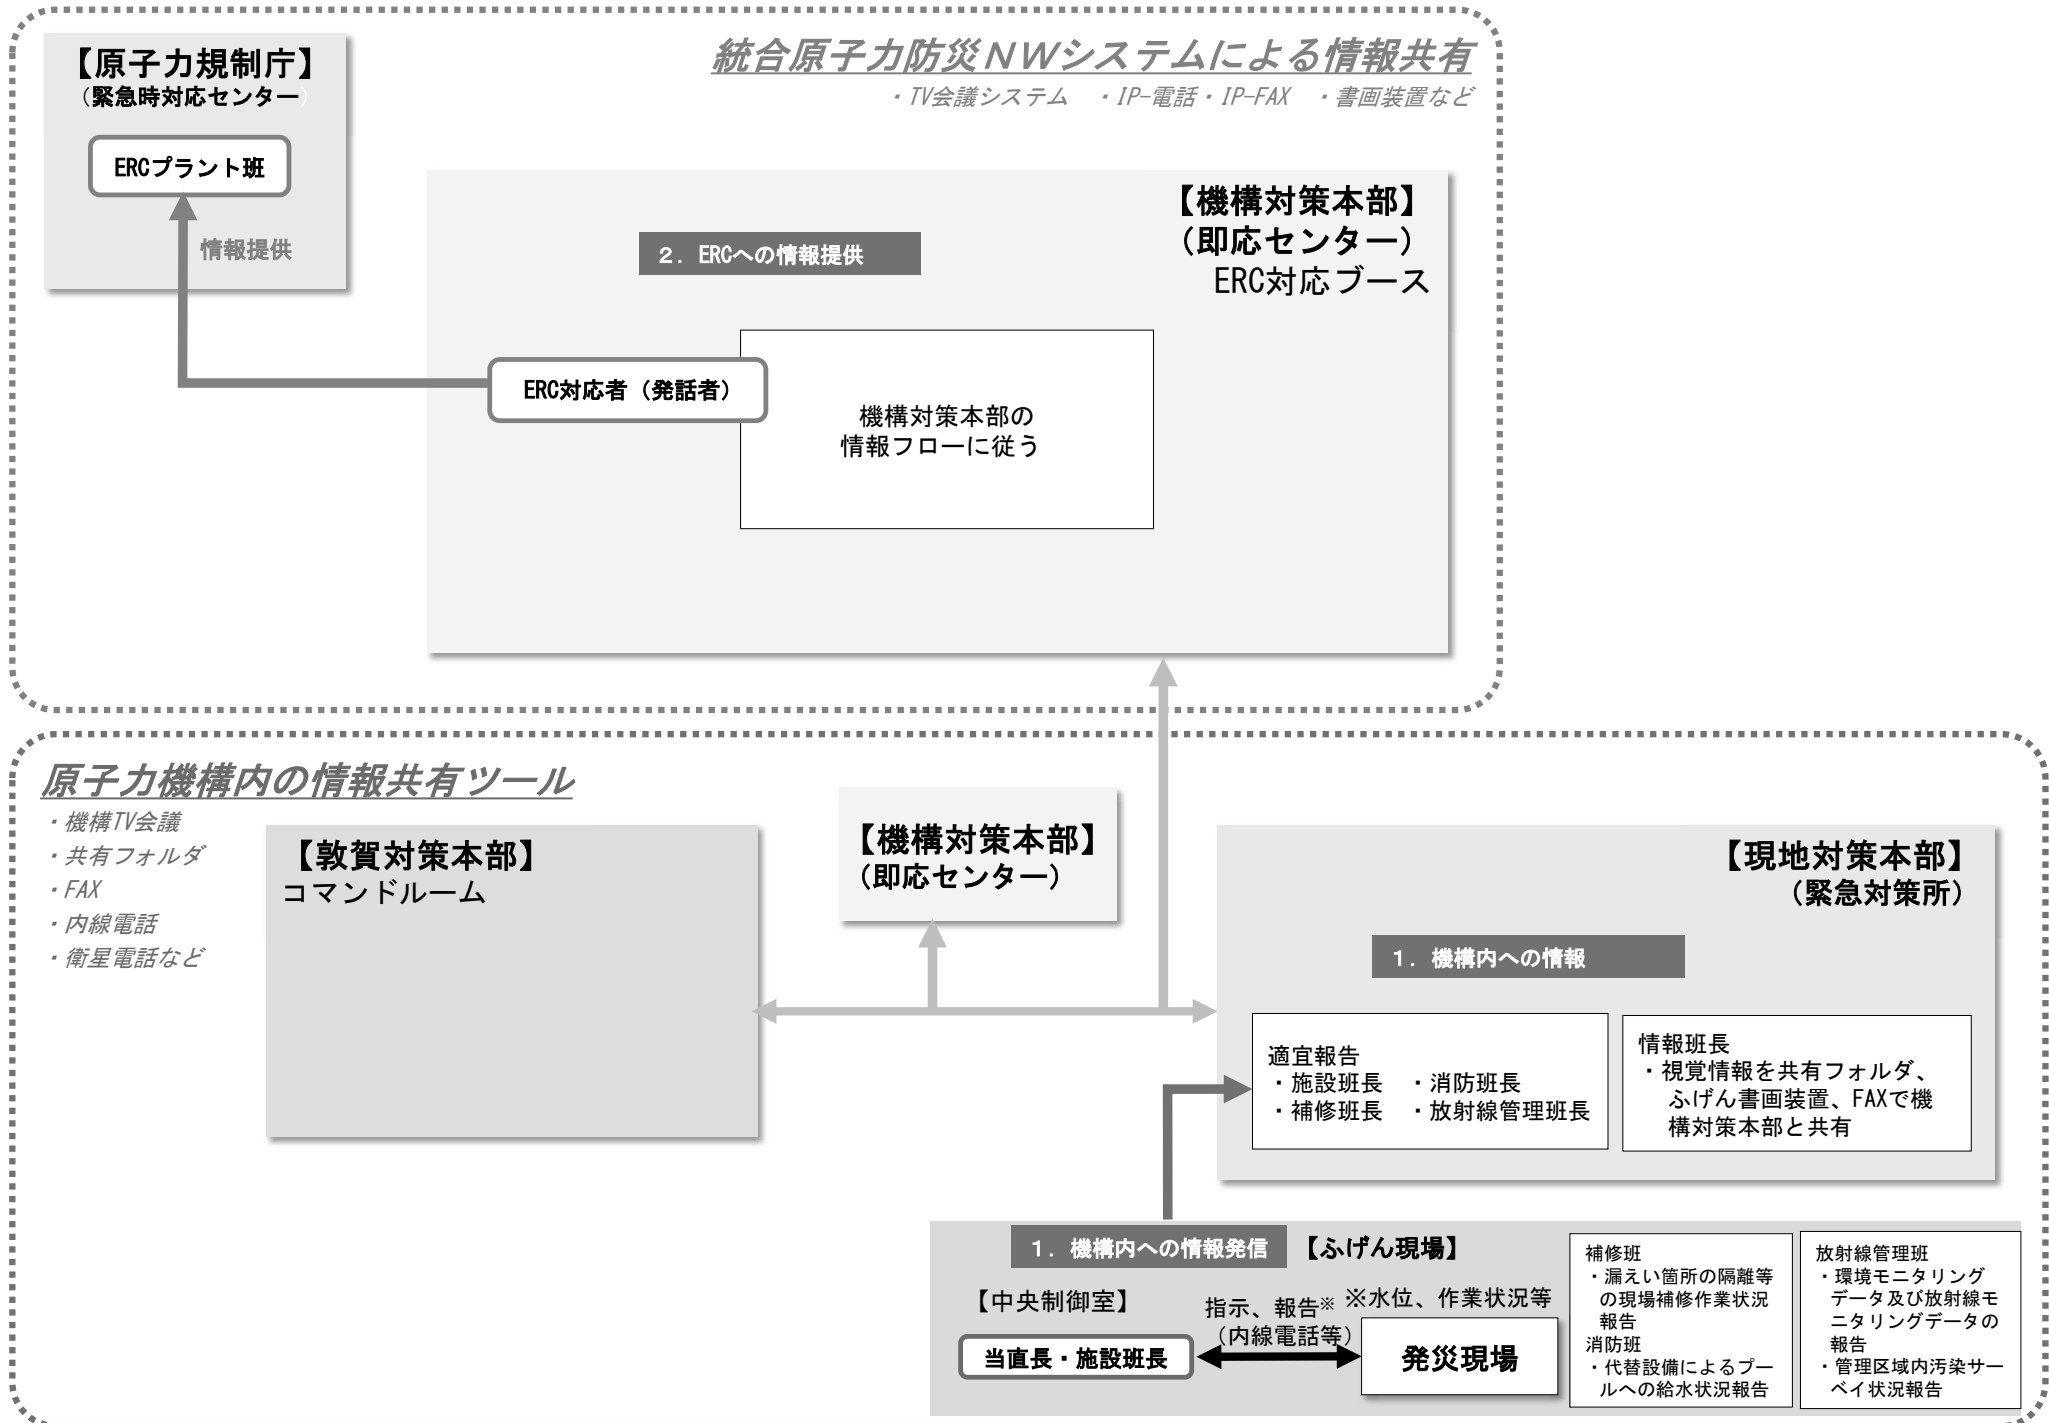 【原子力規制庁】
（緊急時対応センター）
ERCプラント班
情報提供
統合原子力防災ＮＷシステムによる情報共有
・TV会議システム　・IP-電話・IP-FAX　・書画装置など
【機構対策本部】
（即応センター）
ERC対応ブース
２．ERCへの情報提供
ERC対応者（発話者）
機構対策本部の
情報フローに従う
原子力機構内の情報共有ツール
・機構TV会議
・共有フォルダ
・FAX
・内線電話
・衛星電話など
【敦賀対策本部】
コマンドルーム
【機構対策本部】
（即応センター）
【現地対策本部】
（緊急対策所）
１．機構内への情報
適宜報告
・施設班長　・消防班長
・補修班長　・放射線管理班長
情報班長
・視覚情報を共有フォルダ、
ふげん書画装置、FAXで機
構対策本部と共有
１．機構内への情報発信
【ふげん現場】
【中央制御室】
当直長・施設班長
指示、報告※
（内線電話等）
※水位、作業状況等
発災現場
補修班
・漏えい箇所の隔離等
の現場補修作業状況
報告
消防班
・代替設備によるプー
ルへの給水状況報告
放射線管理班
・環境モニタリング
データ及び放射線モ
ニタリングデータの
報告
・管理区域内汚染サー
ベイ状況報告